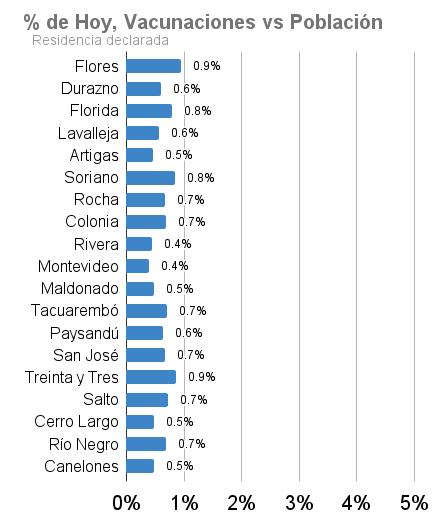 % de Hoy, Vacunaciones vs Población
Residencia declarada
Flores 0.9%
Durazno 0.6%
Florida 0.8%
Lavalleja 0.6%
Artigas 0.5%
Soriano 0.8%
Rocha 0.7%
Colonia 0.7%
Rivera 0.4%
Montevideo 0.4%
Maldonado 0.5%
Tacuarembó 0.7%
Paysandú 0.6%
San José 0.7%
Treinta y Tres 0.9%
Salto 0.7%
Cerro Largo 0.5%
Río Negro 0.7%
Canelones 0.5%
0% 1% 2% 3% 4% 5%